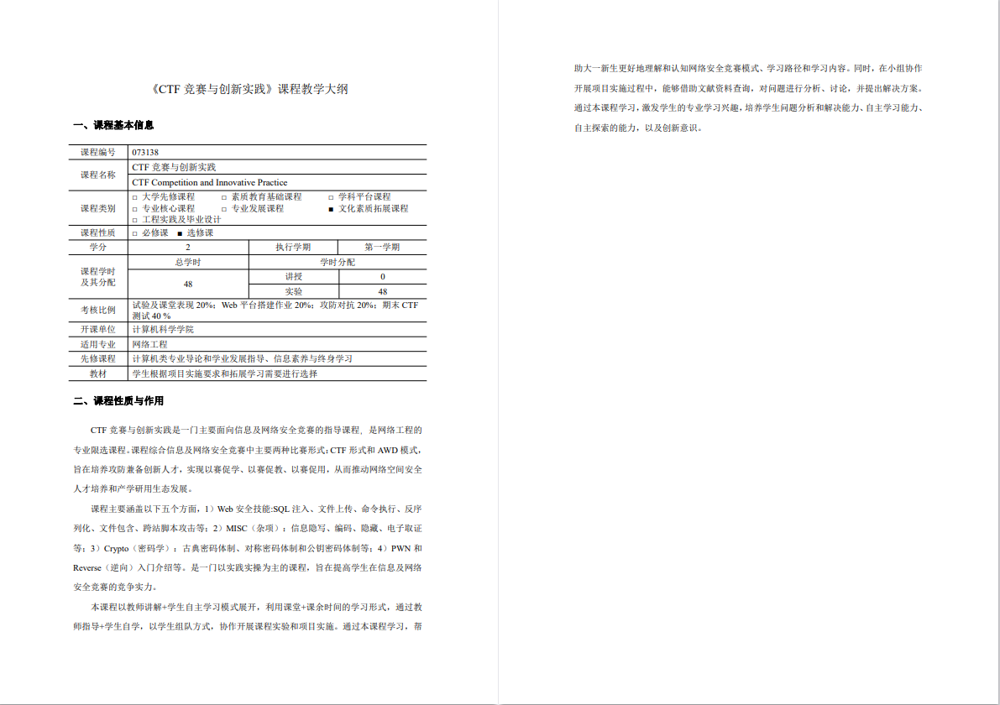 《CTF 竞赛与创新实践》课程教学大纲
一、课程基本信息
课程编号 073138
课程名称 CTF 竞赛与创新实践
CTF Competition and Innovative Practice
课程类别 □ 大学先修课程 □ 素质教育基础课程 □ 学科平台课程
□ 专业核心课程 □ 专业发展课程 ■ 文化素质拓展课程
□ 工程实践及毕业设计
课程性质 □ 必修课 ■ 选修课
学分 2 执行学期 第一学期
课程学时及其分配 总学时 学时分配
48 讲授 0
实验 48
考核比例 试验及课堂表现 20%；Web 平台搭建作业 20%；攻防对抗 20%；期末 CTF
测试 40 %
开课单位 计算机科学学院
适用专业 网络工程
先修课程 计算机类专业导论和学业发展指导、信息素养与终身学习
教材 学生根据项目实施要求和拓展学习需要进行选择
二、课程性质与作用
CTF 竞赛与创新实践是一门主要面向信息及网络安全竞赛的指导课程，是网络工程的
专业限选课程。课程综合信息及网络安全竞赛中主要两种比赛形式：CTF 形式和 AWD 模式，
旨在培养攻防兼备创新人才，实现以赛促学、以赛促教、以赛促用，从而推动网络空间安全
人才培养和产学研用生态发展。
课程主要涵盖以下五个方面，1）Web 安全技能:SQL 注入、文件上传、命令执行、反序
列化、文件包含、跨站脚本攻击等；2）MISC（杂项）：信息隐写、编码、隐藏、电子取证
等；3）Crypto（密码学）：古典密码体制、对称密码体制和公钥密码体制等；4）PWN 和
Reverse（逆向）入门介绍等。是一门以实践实操为主的课程，旨在提高学生在信息及网络
安全竞赛的竞争实力。
本课程以教师讲解+学生自主学习模式展开，利用课堂+课余时间的学习形式，通过教
师指导+学生自学，以学生组队方式，协作开展课程实验和项目实施。通过本课程学习，帮
助大一新生更好地理解和认知网络安全竞赛模式、学习路径和学习内容。同时，在小组协作
开展项目实施过程中，能够借助文献资料查询，对问题进行分析、讨论，并提出解决方案。
通过本课程学习，激发学生的专业学习兴趣，培养学生问题分析和解决能力、自主学习能力、
自主探索的能力，以及创新意识。